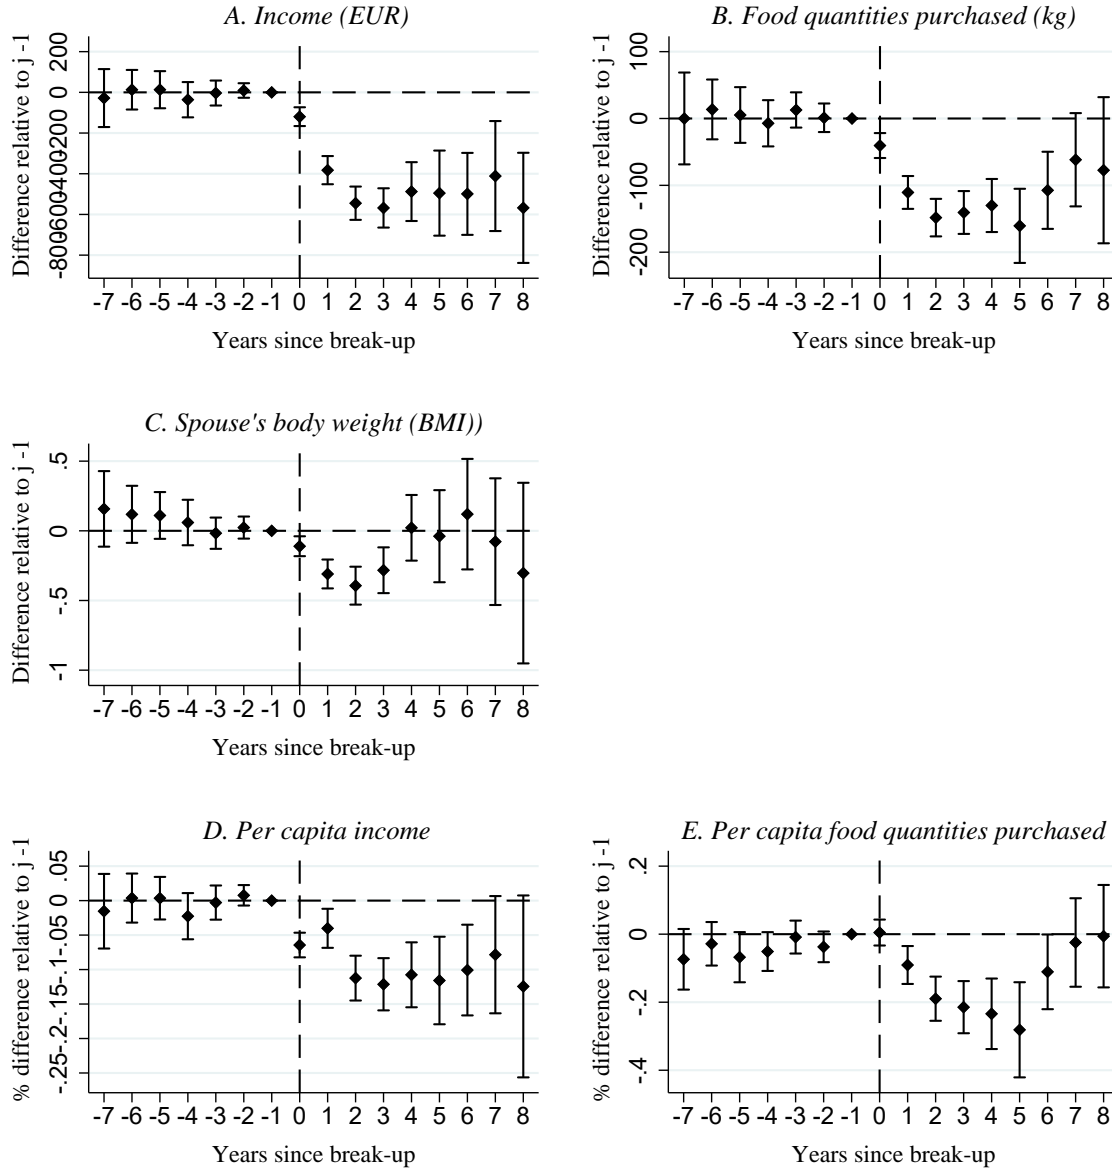 A. Income (EUR)
Difference relative to j -1
200
0
-200
-400
-600
-800
-7 -6 -5 -4 -3 -2 -1 0 1 2 3 4 5 6 7 8
Years since break-up
B. Food quantities purchased (kg)
Difference relative to j -1
100
0
-100
-200
-7 -6 -5 -4 -3 -2 -1 0 1 2 3 4 5 6 7 8
Years since break-up
C. Spouse's body weight (BMI))
Difference relative to j -1
.5
0
-.5
-1
-7 -6 -5 -4 -3 -2 -1 0 1 2 3 4 5 6 7 8
Years since break-up
D. Per capita income
% difference relative to j -1
.05
0
-.05
-.1
-.15
-.2
-.25
-7 -6 -5 -4 -3 -2 -1 0 1 2 3 4 5 6 7 8
Years since break-up
E. Per capita food quantities purchased
% difference relative to j -1
.2
0
-.2
-.4
-7 -6 -5 -4 -3 -2 -1 0 1 2 3 4 5 6 7 8
Years since break-up